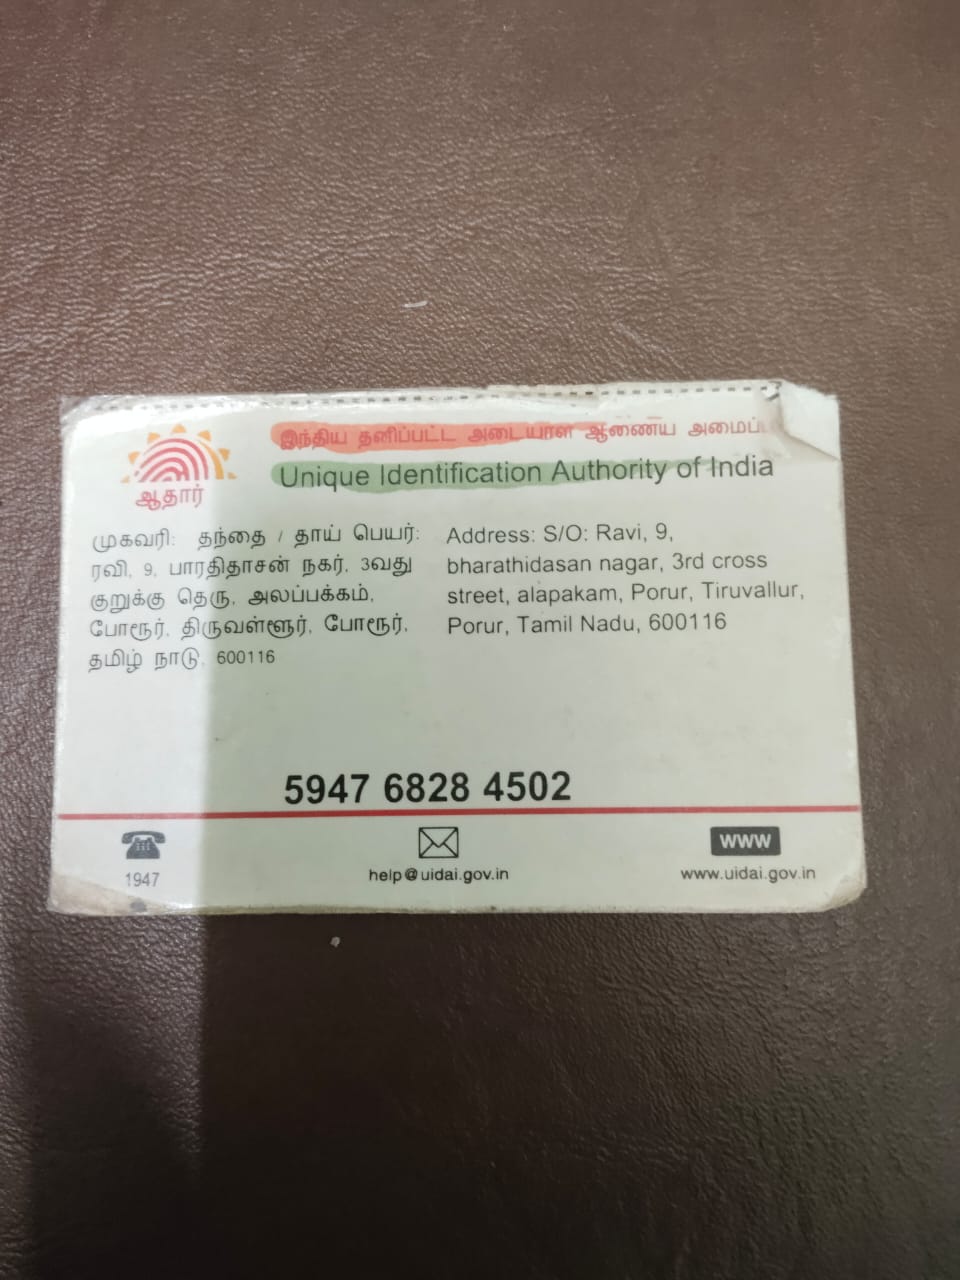 இந்திய தனிப்பட்ட அடையாள ஆணைய
Unique Identification Authority of India
ஆதார்
முகவரி: தந்தை / தாய் பெயர்:
ரவி, 9, பாரதிதாசன் நகர், 3வது
குறுக்கு தெரு, அலப்பக்கம்,
போரூர், திருவள்ளூர், போரூர்,
தமிழ் நாடு, 600116
Address: S/O: Ravi, 9,
bharathidasan nagar, 3rd cross
street, alapakam, Porur, Tiruvallur,
Porur, Tamil Nadu, 600116
5947 6828 4502
1947
help@uidai.gov.in
www
www.uidai.gov.in